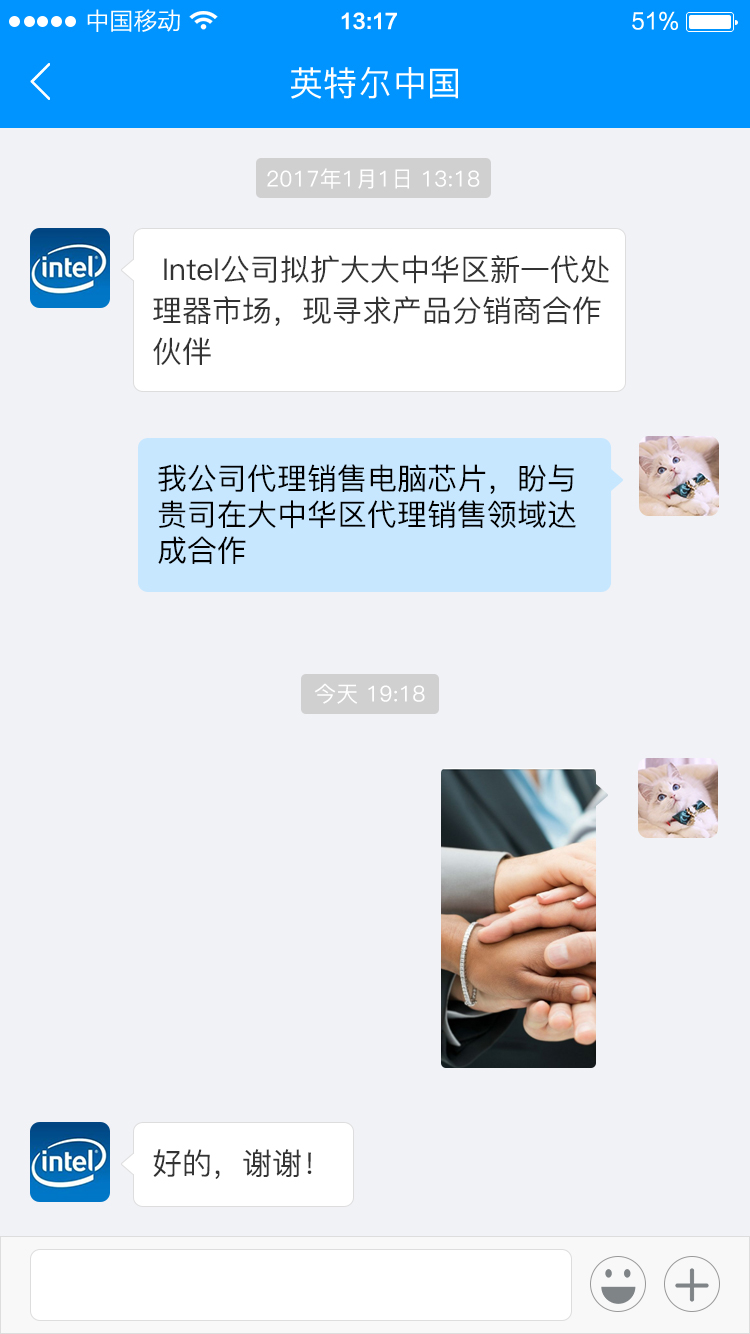 中国移动 13:17 51%
英特尔中国
2017年1月1日 13:18
intel
Intel公司拟扩大大中华区新一代处
理器市场，现寻求产品分销商合作
伙伴
我公司代理销售电脑芯片，盼与
贵司在大中华区代理销售领域达
成合作
今天 19:18
intel
好的，谢谢！